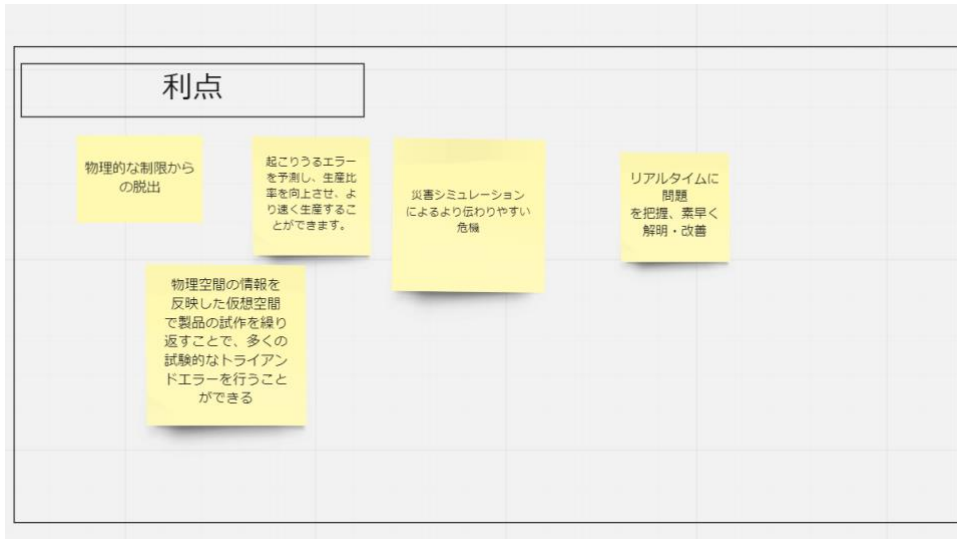 利点
物理的な制限から
の脱出
起こりうるエラー
を予測し、生産比
率を向上させ、よ
り速く生産するこ
とができます。
災害シミュレーション
によるより伝わりやすい
危機
リアルタイムに
問題
を把握、素早く
解明・改善
物理空間の情報を
反映した仮想空間
で製品の試作を繰り
返すことで、多くの
試験的なトライアン
ドエラーを行うこと
ができる